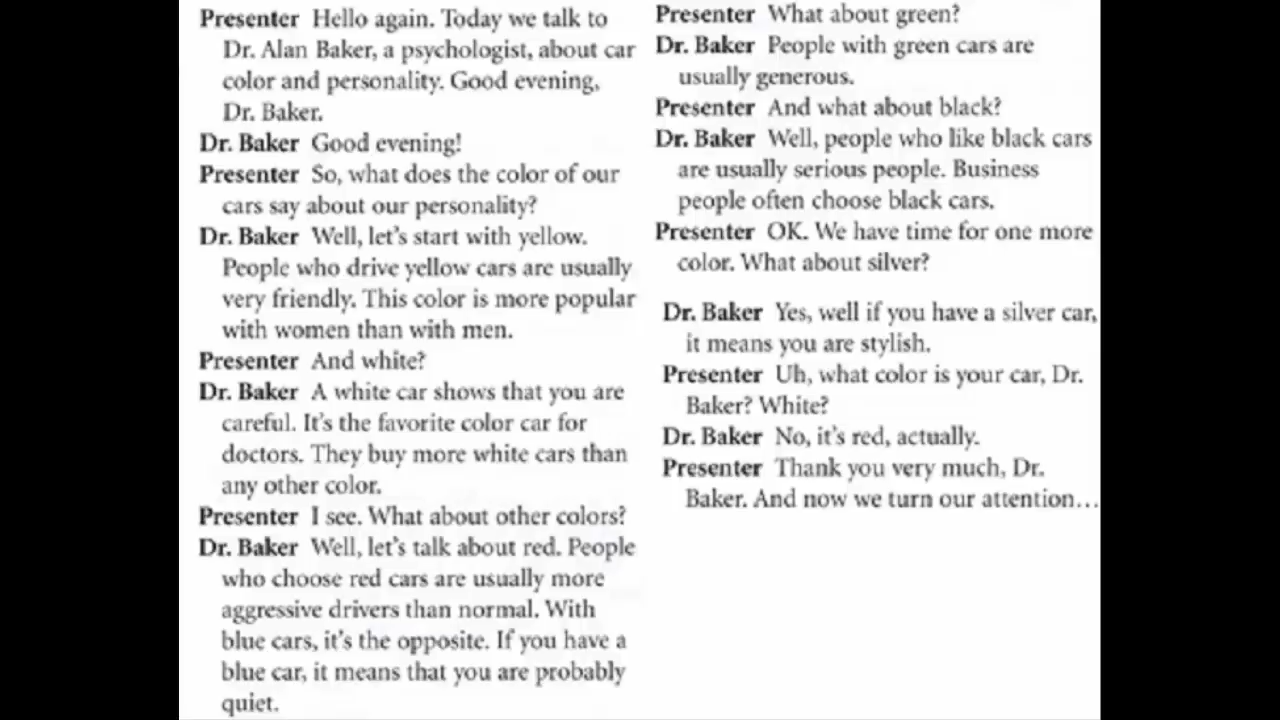 Presenter Hello again. Today we talk to
Dr. Alan Baker, a psychologist, about car
color and personality. Good evening,
Dr. Baker.
Dr. Baker Good evening!
Presenter So, what does the color of our
cars say about our personality?
Dr. Baker Well, let's start with yellow.
People who drive yellow cars are usually
very friendly. This color is more popular
with women than with men.
Presenter And white?
Dr. Baker A white car shows that you are
careful. It's the favorite color car for
doctors. They buy more white cars than
any other color.
Presenter I see. What about other colors?
Dr. Baker Well, let's talk about red. People
who choose red cars are usually more
aggressive drivers than normal. With
blue cars, it's the opposite. If you have a
blue car, it means that you are probably
quiet.
Presenter What about green?
Dr. Baker People with green cars are
usually generous.
Presenter And what about black?
Dr. Baker Well, people who like black cars
are usually serious people. Business
people often choose black cars.
Presenter OK. We have time for one more
color. What about silver?
Dr. Baker Yes, well if you have a silver car,
it means you are stylish.
Presenter Uh, what color is your car, Dr.
Baker? White?
Dr. Baker No, it's red, actually.
Presenter Thank you very much, Dr.
Baker. And now we turn our attention…